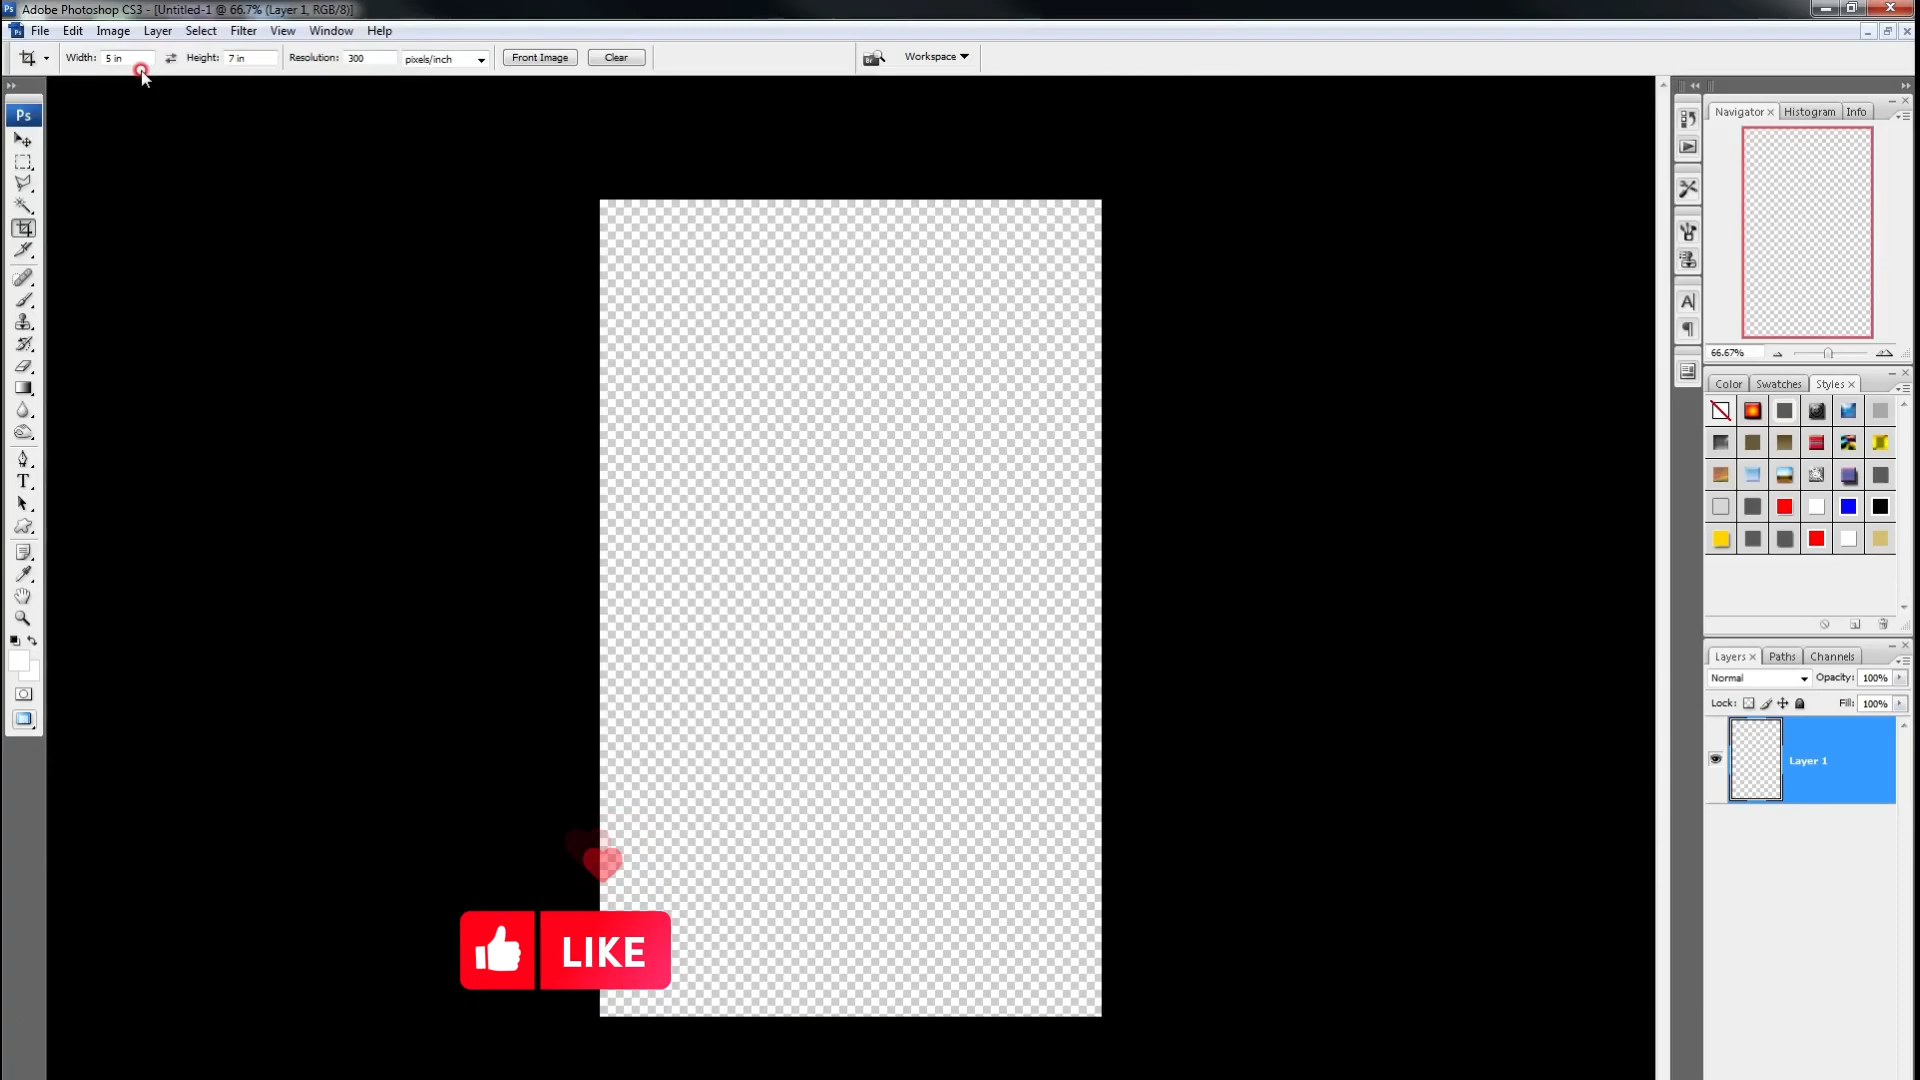 Adobe Photoshop CS3 - [Untitled-1 @ 66.7% (Layer 1, RGB/8)]
File Edit Image Layer Select Filter View Window Help
Width: 5 in Height: 7 in Resolution: 300 pixels/inch Front Image Clear Workspace
Ps
Navigator Histogram Info
66.67%
Color Swatches Styles
Layers Paths Channels
Normal Opacity: 100%
Lock: Fill: 100%
Layer 1
LIKE